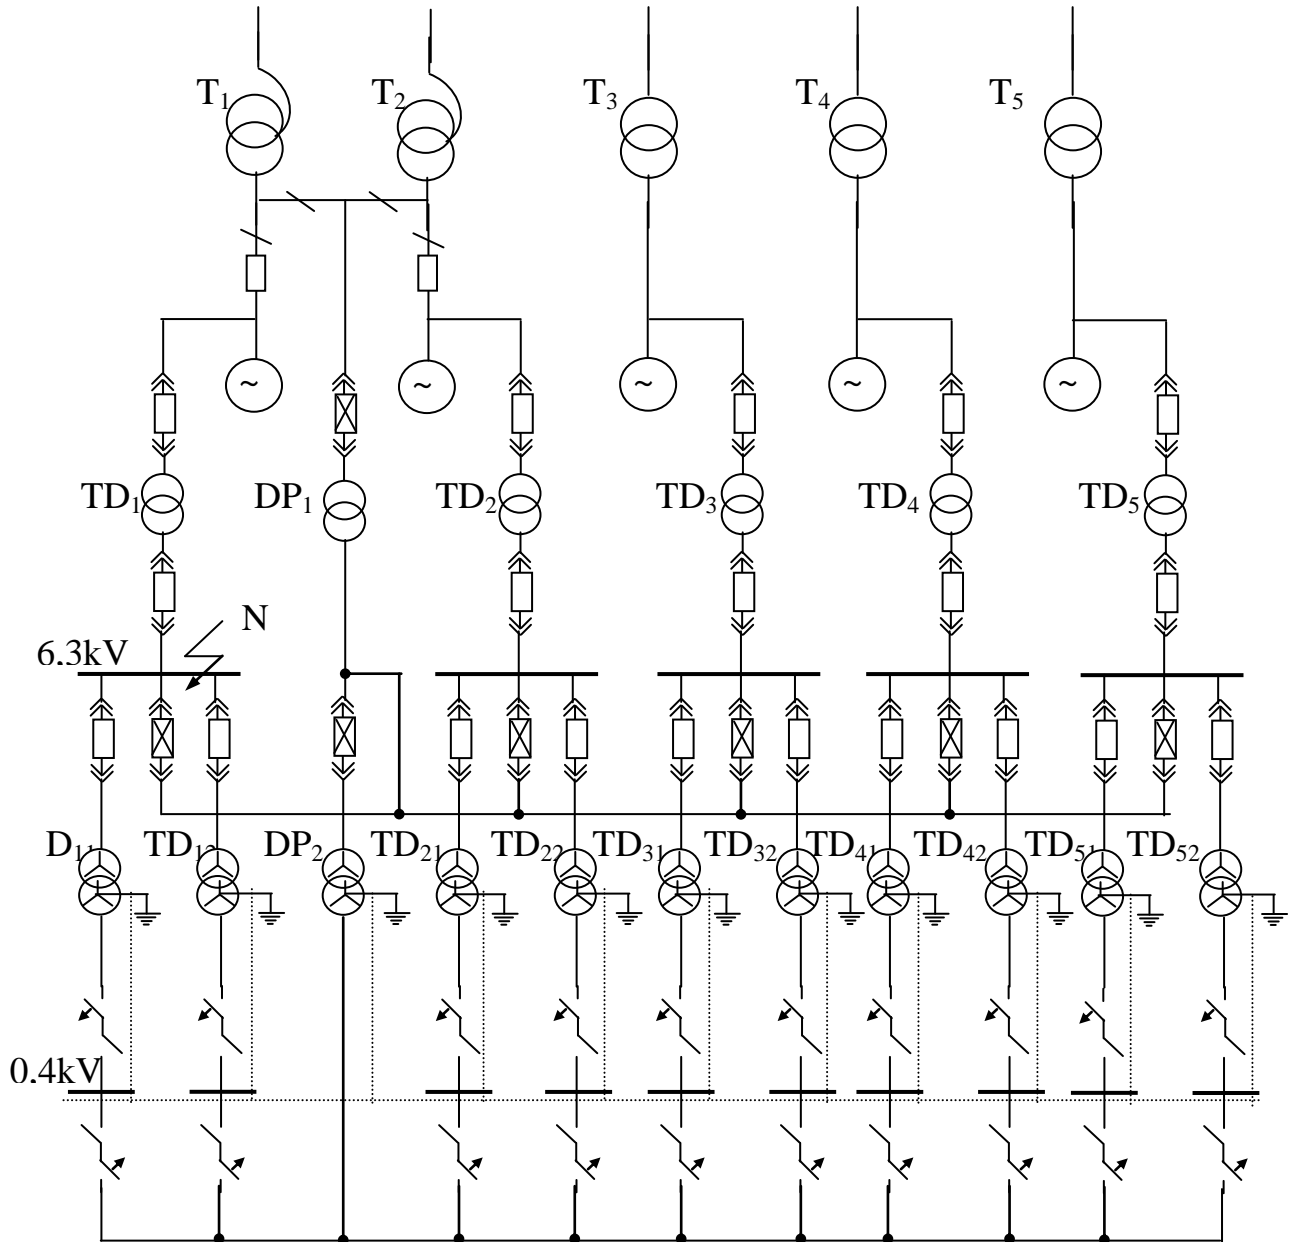 T1 T2 T3 T4 T5
~ ~ ~ ~ ~
TD1 DP1 TD2 TD3 TD4 TD5
N
6.3kV
D11 TD12 DP2 TD21 TD22 TD31 TD32 TD41 TD42 TD51 TD52
0.4kV